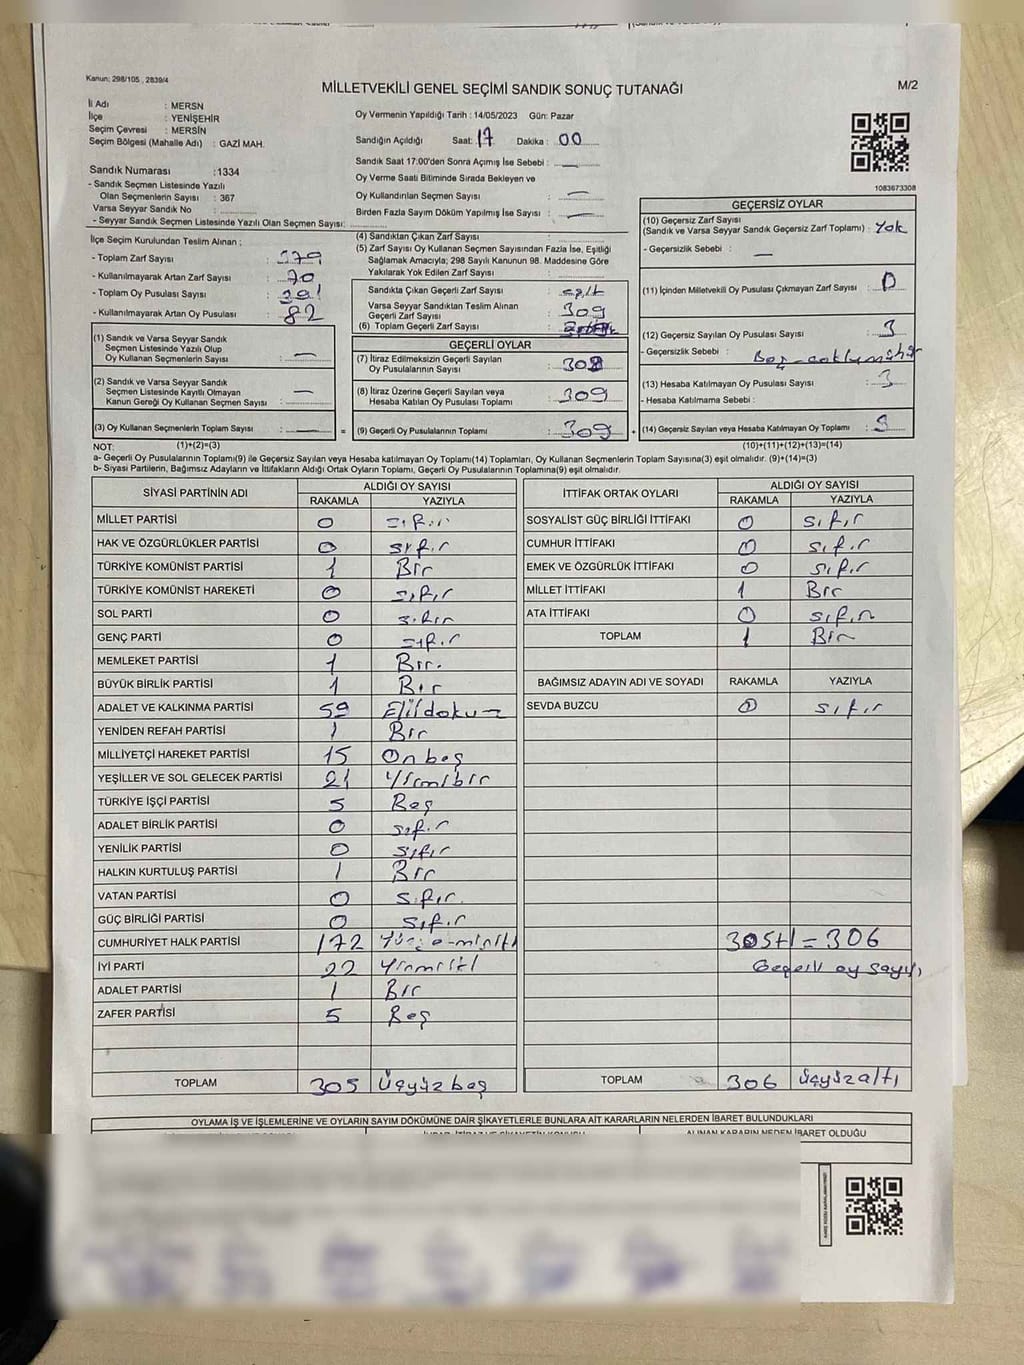 Kanun: 298/105 , 2839/4
MİLLETVEKİLİ GENEL SEÇİMİ SANDIK SONUÇ TUTANAĞI
M/2
İl Adı : MERSN
İlçe : YENİŞEHİR
Seçim Çevresi : MERSİN
Seçim Bölgesi (Mahalle Adı) : GAZİ MAH.
Sandık Numarası : 1334
- Sandık Seçmen Listesinde Yazılı
Olan Seçmenlerin Sayısı : 367
Varsa Seyyar Sandık No :
- Seyyar Sandık Seçmen Listesinde Yazılı Olan Seçmen Sayısı:
Oy Vermenin Yapıldığı Tarih : 14/05/2023 Gün: Pazar
Sandığın Açıldığı Saat: 17 Dakika : 00
Sandık Saat 17:00'den Sonra Açımış İse Sebebi : —
Oy Verme Saati Bitiminde Sırada Bekleyen ve
Oy Kullandırılan Seçmen Sayısı : —
Birden Fazla Sayım Döküm Yapılmış İse Sayısı : —
1083673308
İlçe Seçim Kurulundan Teslim Alınan ;
- Toplam Zarf Sayısı : 379
- Kullanılmayarak Artan Zarf Sayısı : 70
- Toplam Oy Pusulası Sayısı : 391
- Kullanılmayarak Artan Oy Pusulası : 82
(1) Sandık ve Varsa Seyyar Sandık
Seçmen Listesinde Yazılı Olup
Oy Kullanan Seçmenlerin Sayısı : —
(2) Sandık ve Varsa Seyyar Sandık
Seçmen Listesinde Kayıtlı Olmayan
Kanun Gereği Oy Kullanan Seçmen Sayısı : —
(3) Oy Kullanan Seçmenlerin Toplam Sayısı : —
(4) Sandıktan Çıkan Zarf Sayısı :
(5) Zarf Sayısı Oy Kullanan Seçmen Sayısından Fazla İse, Eşitliği
Sağlamak Amacıyla; 298 Sayılı Kanunun 98. Maddesine Göre
Yakılarak Yok Edilen Zarf Sayısı :
Sandıkta Çıkan Geçerli Zarf Sayısı : eşit
Varsa Seyyar Sandıktan Teslim Alınan
Geçerli Zarf Sayısı : 309
(6) Toplam Geçerli Zarf Sayısı :
GEÇERLİ OYLAR
(7) İtiraz Edilmeksizin Geçerli Sayılan
Oy Pusulalarının Sayısı : 308
(8) İtiraz Üzerine Geçerli Sayılan veya
Hesaba Katılan Oy Pusulası Toplamı : 309
= (9) Geçerli Oy Pusulalarının Toplamı : 309 +
GEÇERSİZ OYLAR
(10) Geçersiz Zarf Sayısı
(Sandık ve Varsa Seyyar Sandık Geçersiz Zarf Toplamı) : Yok
- Geçersizlik Sebebi : —
(11) İçinden Milletvekili Oy Pusulası Çıkmayan Zarf Sayısı : 0
(12) Geçersiz Sayılan Oy Pusulası Sayısı : 3
- Geçersizlik Sebebi :
(13) Hesaba Katılmayan Oy Pusulası Sayısı : 3
- Hesaba Katılmama Sebebi :
(14) Geçersiz Sayılan veya Hesaba Katılmayan Oy Toplamı : 3
NOT: (1)+(2)=(3) (10)+(11)+(12)+(13)=(14)
a- Geçerli Oy Pusulalarının Toplamı(9) ile Geçersiz Sayılan veya Hesaba katılmayan Oy Toplamı(14) Toplamları, Oy Kullanan Seçmenlerin Toplam Sayısına(3) eşit olmalıdır. (9)+(14)=(3)
b- Siyasi Partilerin, Bağımsız Adayların ve İttifakların Aldığı Ortak Oyların Toplamı, Geçerli Oy Pusulalarının Toplamına(9) eşit olmalıdır.
SİYASİ PARTİNİN ADI ALDIĞI OY SAYISI
RAKAMLA YAZIYLA
MİLLET PARTİSİ 0 sıfır
HAK VE ÖZGÜRLÜKLER PARTİSİ 0 sıfır
TÜRKİYE KOMÜNİST PARTİSİ 1 Bir
TÜRKİYE KOMÜNİST HAREKETİ 0 sıfır
SOL PARTİ 0 sıfır
GENÇ PARTİ 0 sıfır
MEMLEKET PARTİSİ 1 Bir.
BÜYÜK BİRLİK PARTİSİ 1 Bir
ADALET VE KALKINMA PARTİSİ 59 Ellidokuz
YENİDEN REFAH PARTİSİ 1 Bir
MİLLİYETÇİ HAREKET PARTİSİ 15 Onbeş
YEŞİLLER VE SOL GELECEK PARTİSİ 21 Yirmibir
TÜRKİYE İŞÇİ PARTİSİ 5 Beş
ADALET BİRLİK PARTİSİ 0 sıfır
YENİLİK PARTİSİ 0 sıfır
HALKIN KURTULUŞ PARTİSİ 1 Bir
VATAN PARTİSİ 0 sıfır.
GÜÇ BİRLİĞİ PARTİSİ 0 sıfır
CUMHURİYET HALK PARTİSİ 172
İYİ PARTİ 22 Yirmiiki
ADALET PARTİSİ 1 Bir
ZAFER PARTİSİ 5 Beş
TOPLAM 305 üçyüzbeş
İTTİFAK ORTAK OYLARI ALDIĞI OY SAYISI
RAKAMLA YAZIYLA
SOSYALİST GÜÇ BİRLİĞİ İTTİFAKI 0 sıfır
CUMHUR İTTİFAKI 0 sıfır
EMEK VE ÖZGÜRLÜK İTTİFAKI 0 sıfır
MİLLET İTTİFAKI 1 Bir
ATA İTTİFAKI 0 sıfır
TOPLAM 1 Bir
BAĞIMSIZ ADAYIN ADI VE SOYADI RAKAMLA YAZIYLA
SEVDA BUZCU 0 sıfır
305+1 = 306
Geçerli oy sayısı
TOPLAM 306 üçyüzaltı
OYLAMA İŞ VE İŞLEMLERİNE VE OYLARIN SAYIM DÖKÜMÜNE DAİR ŞİKAYETLERLE BUNLARA AİT KARARLARIN NELERDEN İBARET BULUNDUKLARI
ALINAN KARARIN NEDEN İBARET OLDUĞU